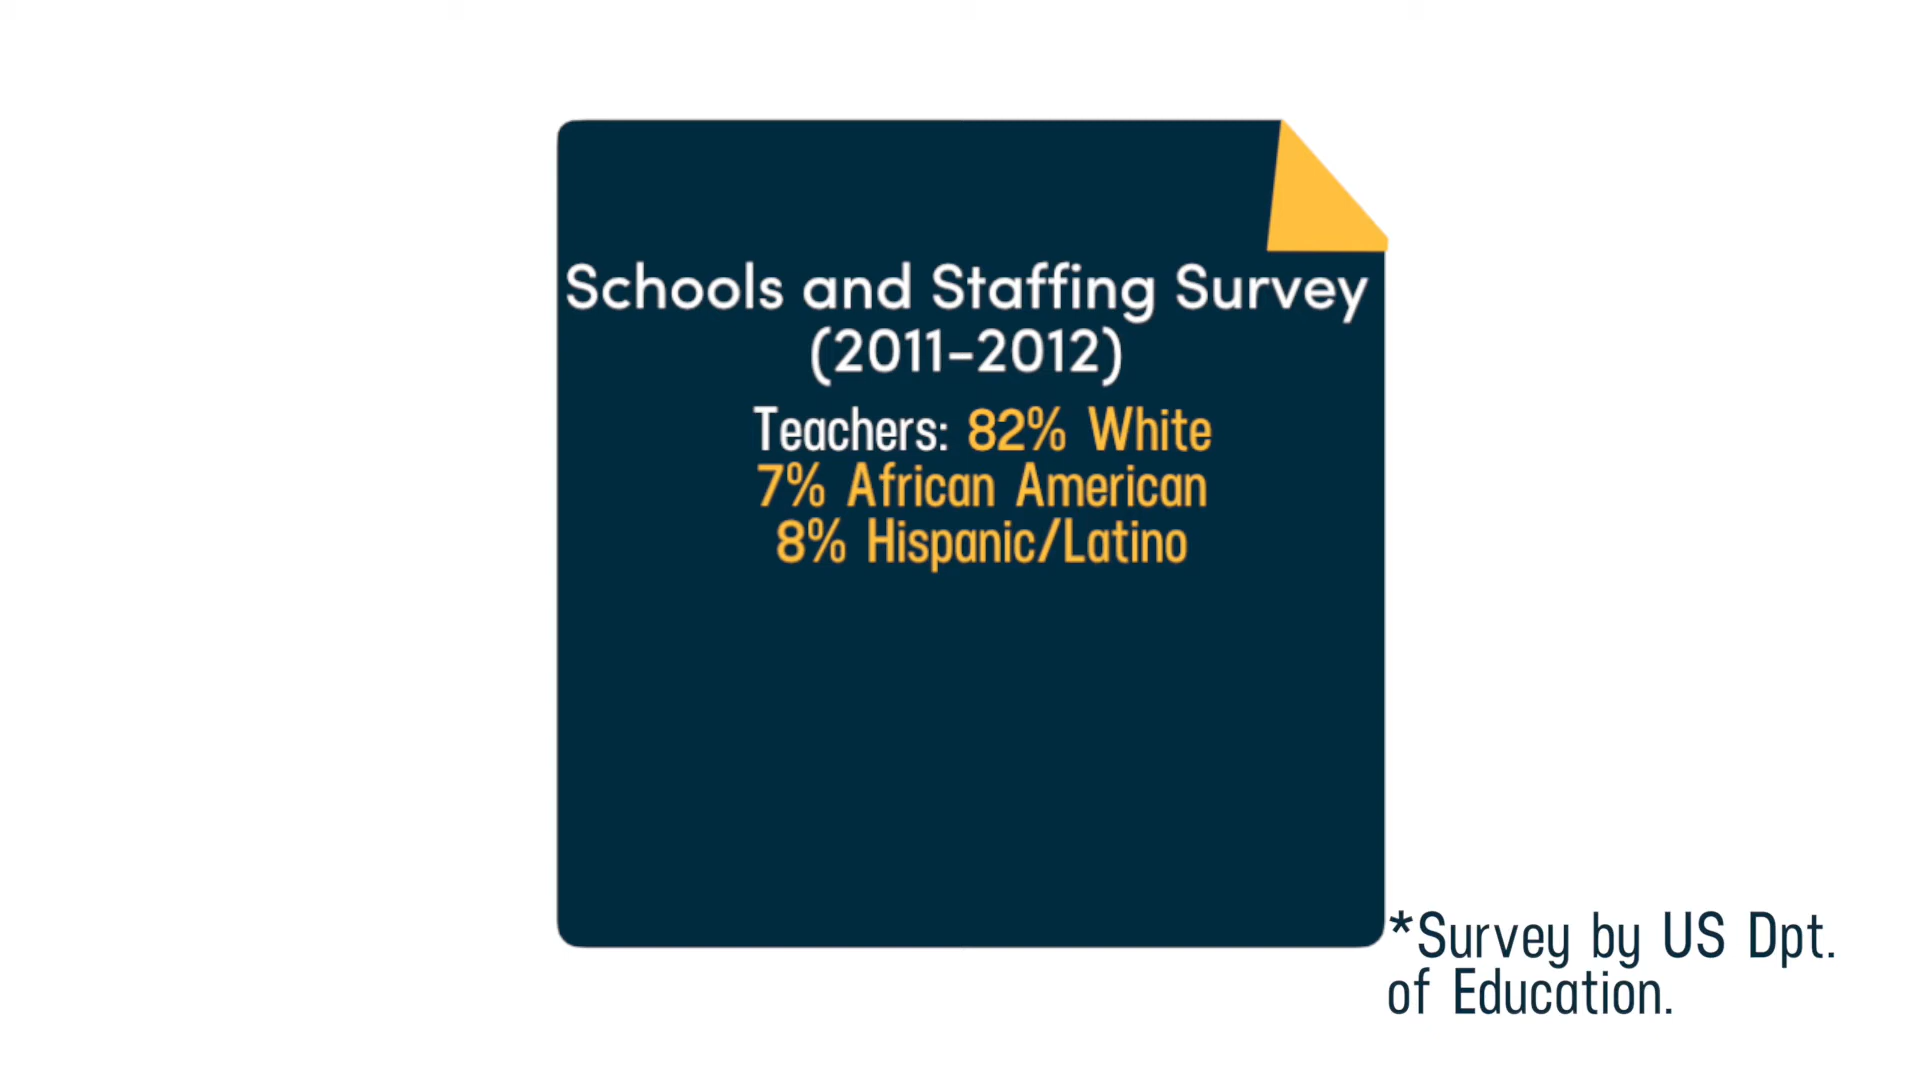 Schools and Staffing Survey
(2011-2012)
Teachers: 82% White
7% African American
8% Hispanic/Latino
*Survey by US Dpt.
of Education.